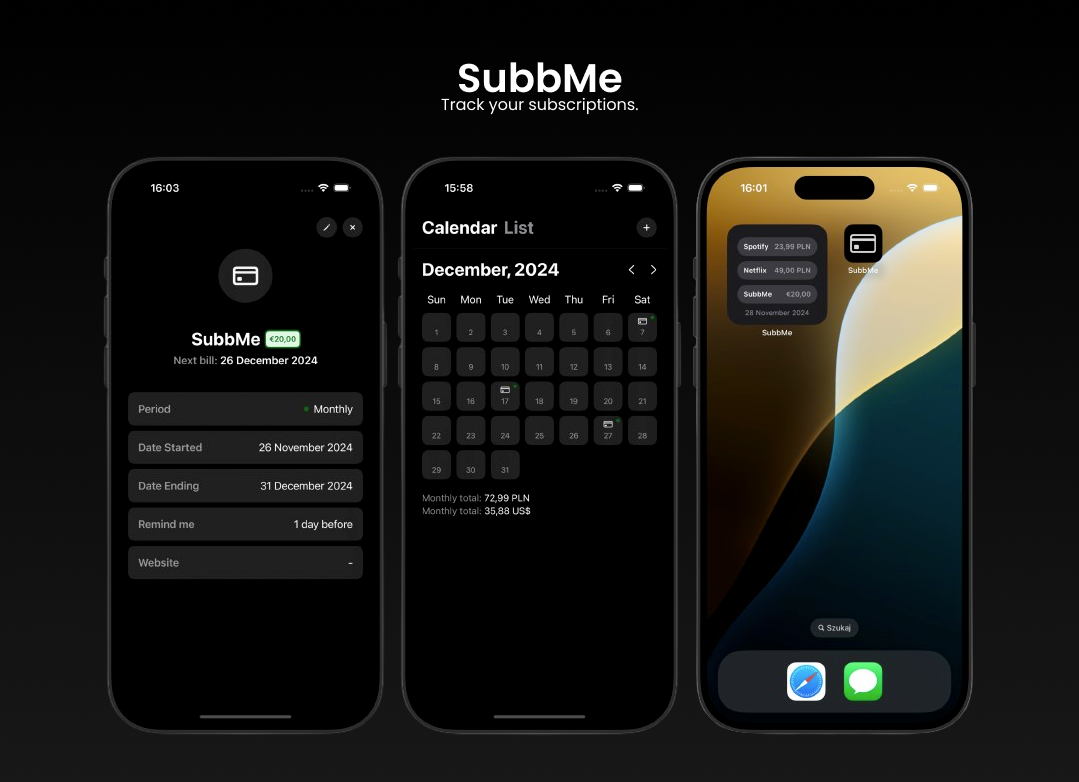 SubbMe
Track your subscriptions.
16:03
SubbMe €20,00
Next bill: 26 December 2024
Period Monthly
Date Started 26 November 2024
Date Ending 31 December 2024
Remind me 1 day before
Website -
15:58
Calendar List
December, 2024
Sun Mon Tue Wed Thu Fri Sat
1 2 3 4 5 6 7
8 9 10 11 12 13 14
15 16 17 18 19 20 21
22 23 24 25 26 27 28
29 30 31
Monthly total: 72,99 PLN
Monthly total: 35,88 US$
16:01
Spotify 23,99 PLN
Netflix 49,00 PLN
SubbMe €20,00
28 November 2024
SubbMe
SubbMe
Szukaj